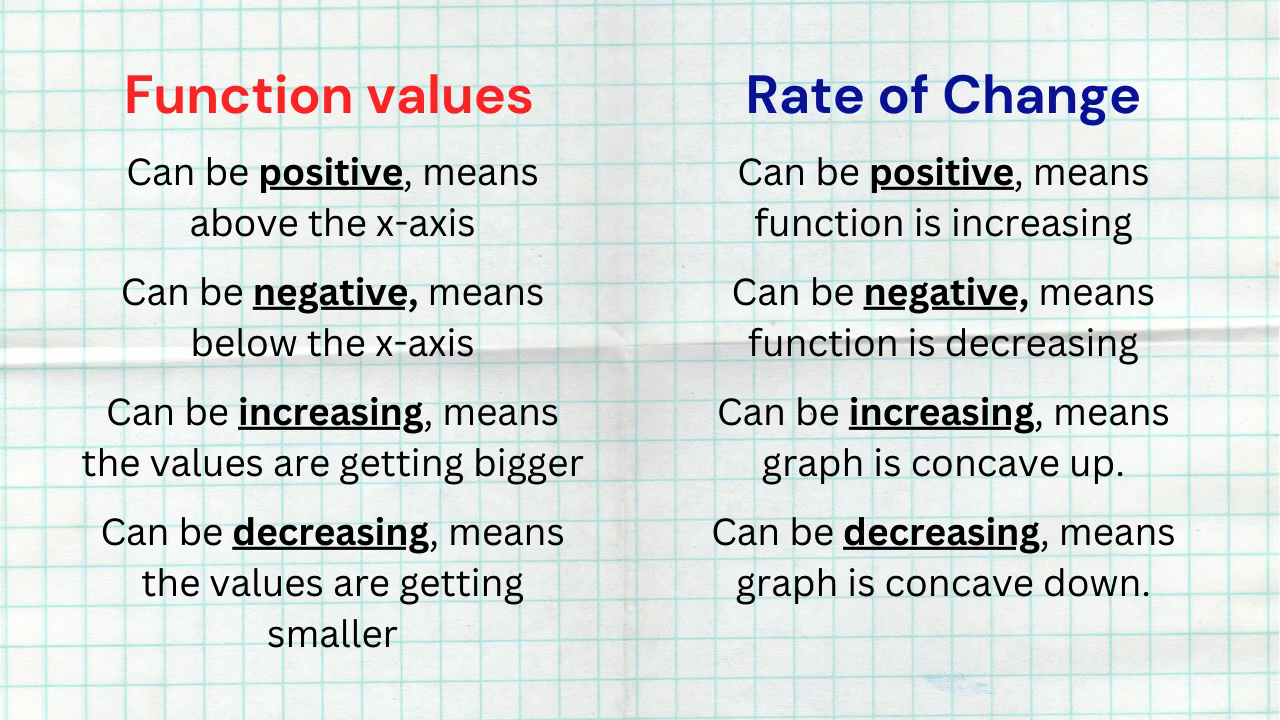 Function values
Can be positive, means
above the x-axis
Can be negative, means
below the x-axis
Can be increasing, means
the values are getting bigger
Can be decreasing, means
the values are getting
smaller
Rate of Change
Can be positive, means
function is increasing
Can be negative, means
function is decreasing
Can be increasing, means
graph is concave up.
Can be decreasing, means
graph is concave down.